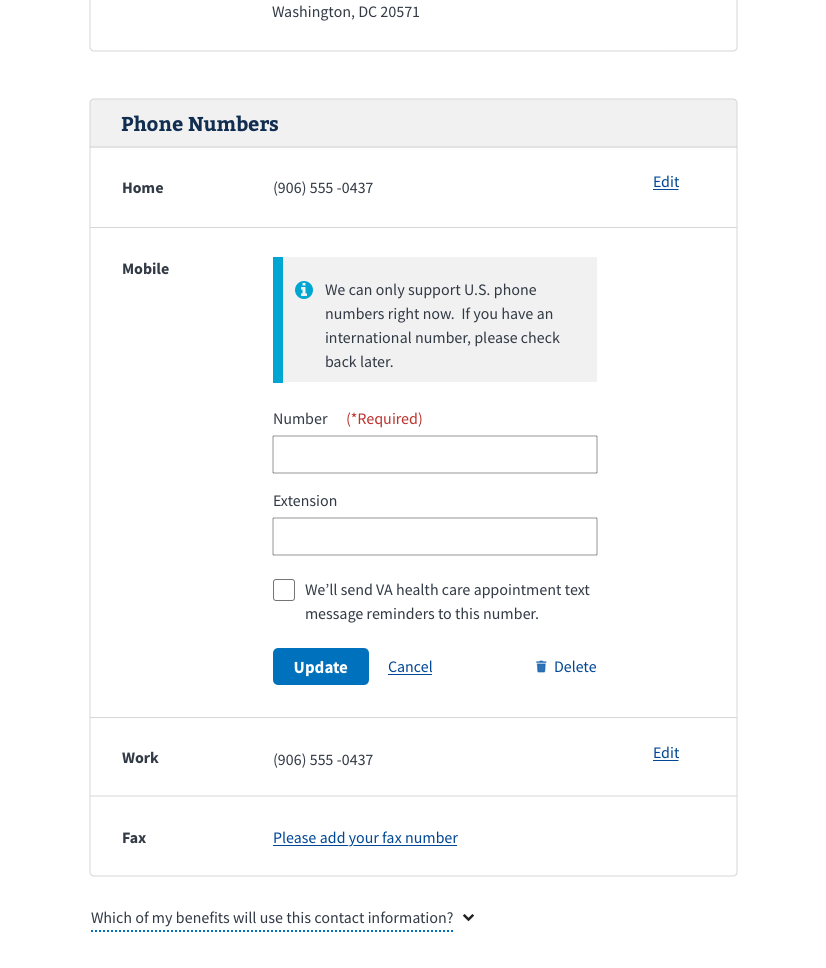 Washington, DC 20571
Phone Numbers
Home (906) 555 -0437 Edit
Mobile
We can only support U.S. phone
numbers right now.  If you have an
international number, please check
back later.
Number (*Required)
Extension
We’ll send VA health care appointment text
message reminders to this number.
Update Cancel Delete
Work (906) 555 -0437 Edit
Fax Please add your fax number
Which of my benefits will use this contact information?